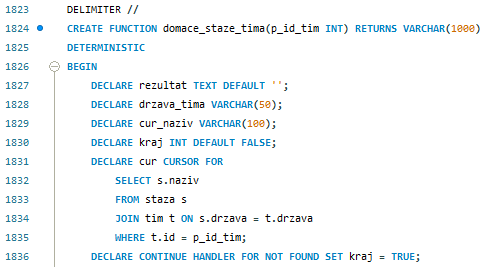 1823 DELIMITER //
1824 CREATE FUNCTION domace_staze_tima(p_id_tim INT) RETURNS VARCHAR(1000)
1825 DETERMINISTIC
1826 BEGIN
1827 DECLARE rezultat TEXT DEFAULT '';
1828 DECLARE drzava_tima VARCHAR(50);
1829 DECLARE cur_naziv VARCHAR(100);
1830 DECLARE kraj INT DEFAULT FALSE;
1831 DECLARE cur CURSOR FOR
1832 SELECT s.naziv
1833 FROM staza s
1834 JOIN tim t ON s.drzava = t.drzava
1835 WHERE t.id = p_id_tim;
1836 DECLARE CONTINUE HANDLER FOR NOT FOUND SET kraj = TRUE;